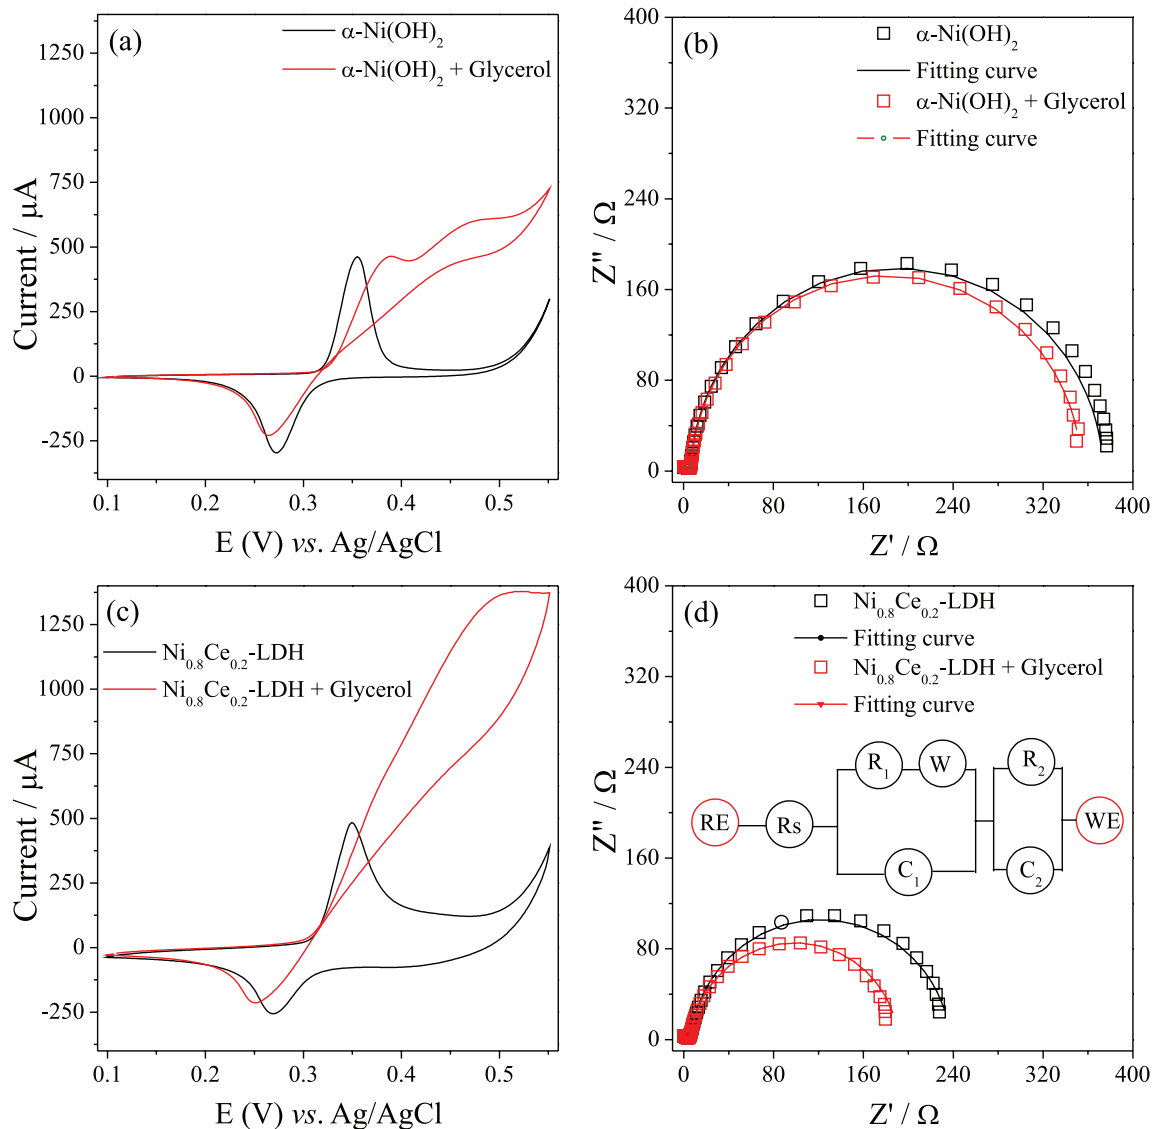 (a)
α-Ni(OH)₂
α-Ni(OH)₂ + Glycerol
1250
1000
750
500
250
0
-250
Current / μA
0.1 0.2 0.3 0.4 0.5
E (V) vs. Ag/AgCl
(b)
α-Ni(OH)₂
Fitting curve
α-Ni(OH)₂ + Glycerol
Fitting curve
400
320
240
160
80
0
Z'' / Ω
0 80 160 240 320 400
Z' / Ω
(c)
Ni₀.₈Ce₀.₂-LDH
Ni₀.₈Ce₀.₂-LDH + Glycerol
1250
1000
750
500
250
0
-250
Current / μA
0.1 0.2 0.3 0.4 0.5
E (V) vs. Ag/AgCl
(d)
Ni₀.₈Ce₀.₂-LDH
Fitting curve
Ni₀.₈Ce₀.₂-LDH + Glycerol
Fitting curve
R₁ W R₂
RE Rs WE
C₁ C₂
400
320
240
160
80
0
Z'' / Ω
0 80 160 240 320 400
Z' / Ω